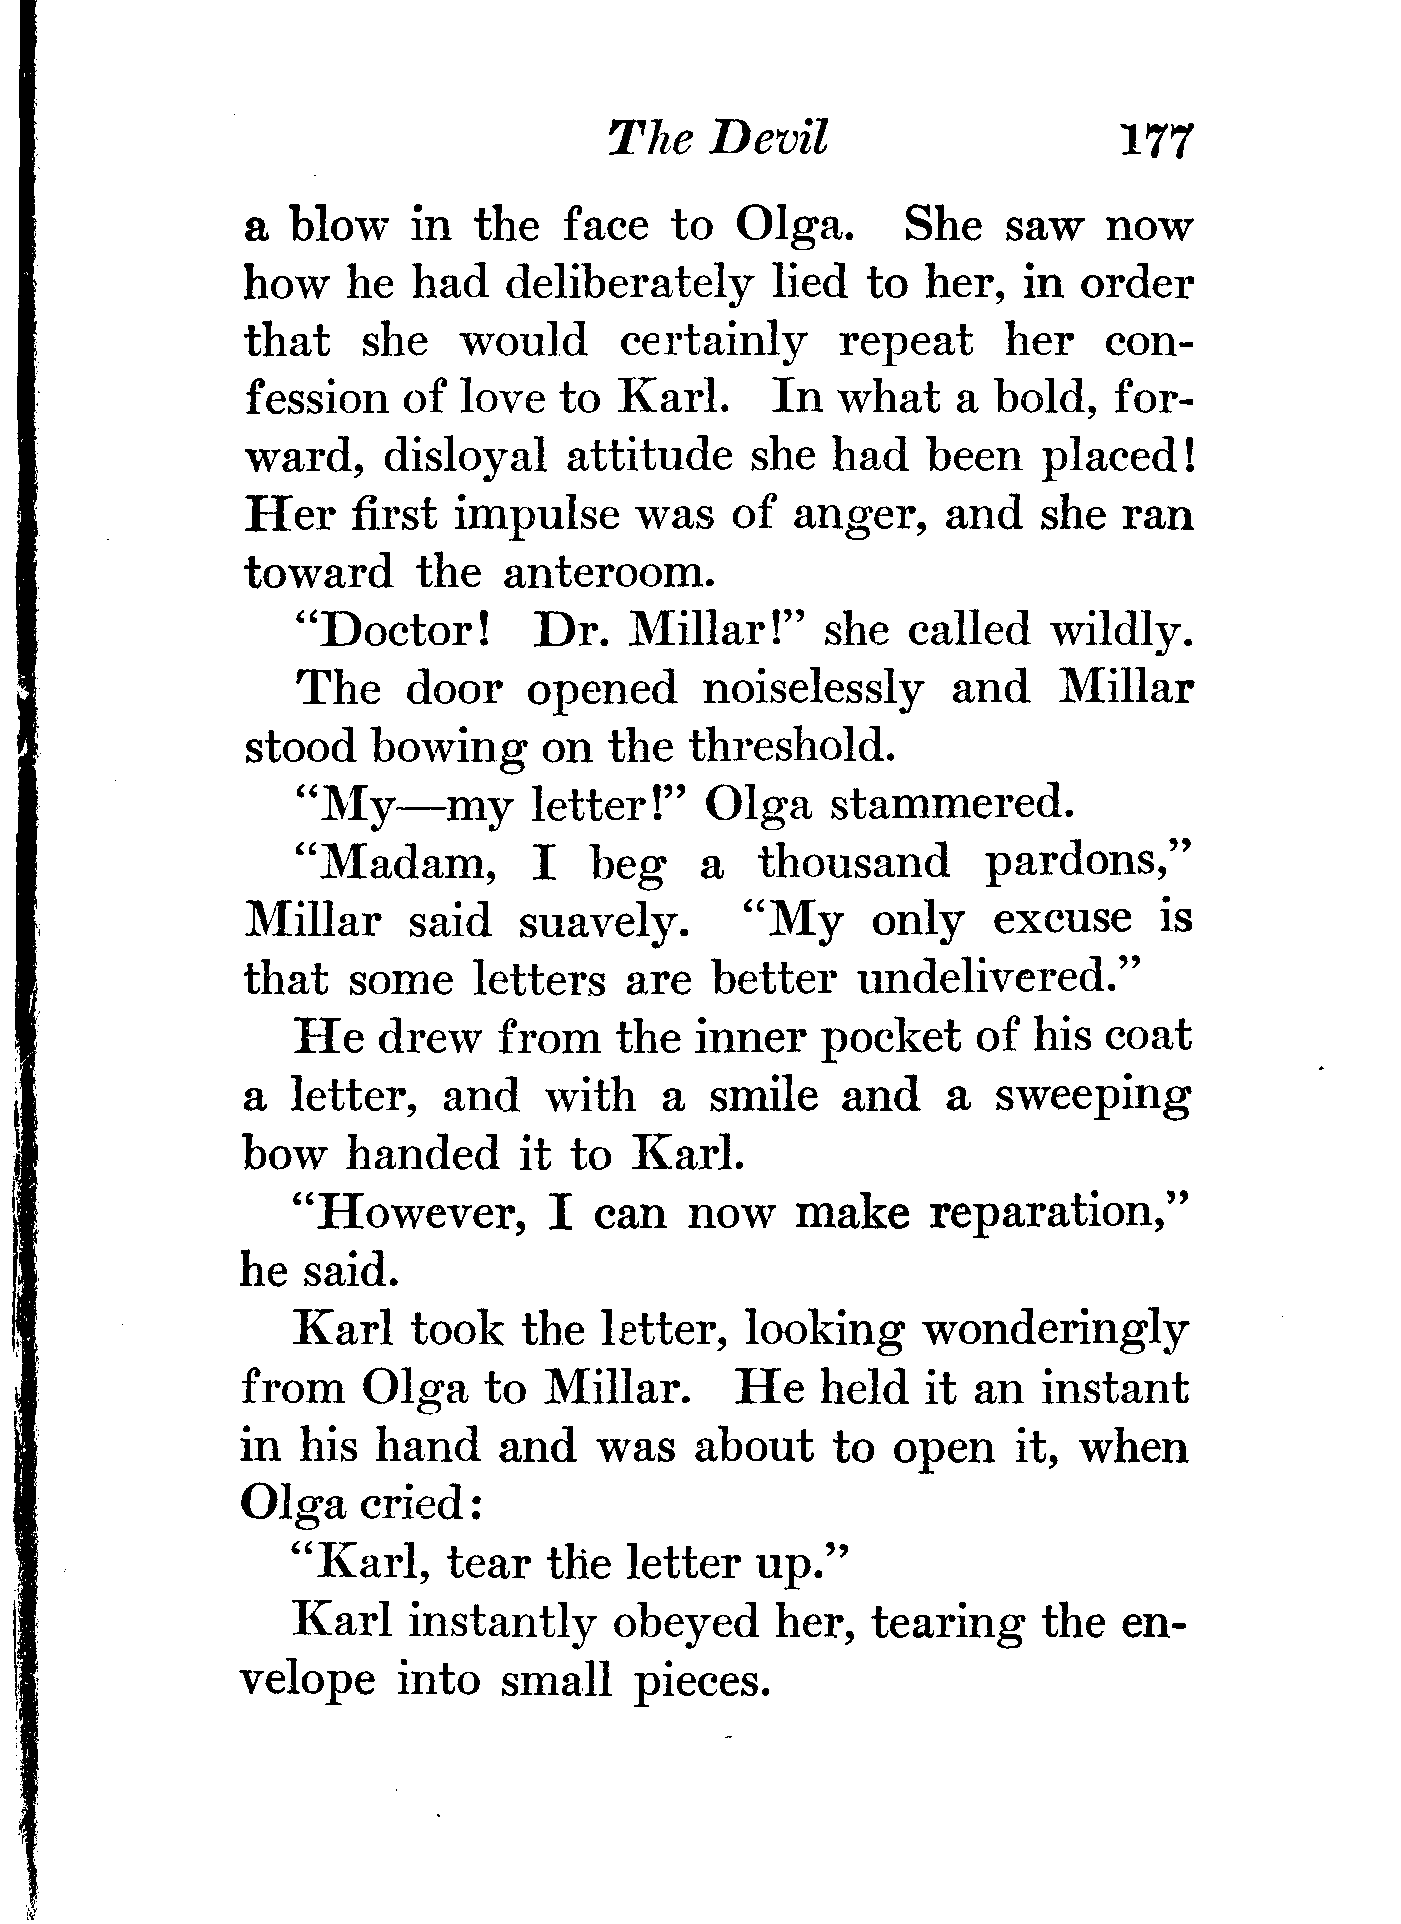 The Devil 177
a blow in the face to Olga. She saw now
how he had deliberately lied to her, in order
that she would certainly repeat her con-
fession of love to Karl. In what a bold, for-
ward, disloyal attitude she had been placed!
Her first impulse was of anger, and she ran
toward the anteroom.
"Doctor! Dr. Millar!" she called wildly.
The door opened noiselessly and Millar
stood bowing on the threshold.
"My—my letter!" Olga stammered.
"Madam, I beg a thousand pardons,"
Millar said suavely. "My only excuse is
that some letters are better undelivered."
He drew from the inner pocket of his coat
a letter, and with a smile and a sweeping
bow handed it to Karl.
"However, I can now make reparation,"
he said.
Karl took the letter, looking wonderingly
from Olga to Millar. He held it an instant
in his hand and was about to open it, when
Olga cried:
"Karl, tear the letter up."
Karl instantly obeyed her, tearing the en-
velope into small pieces.